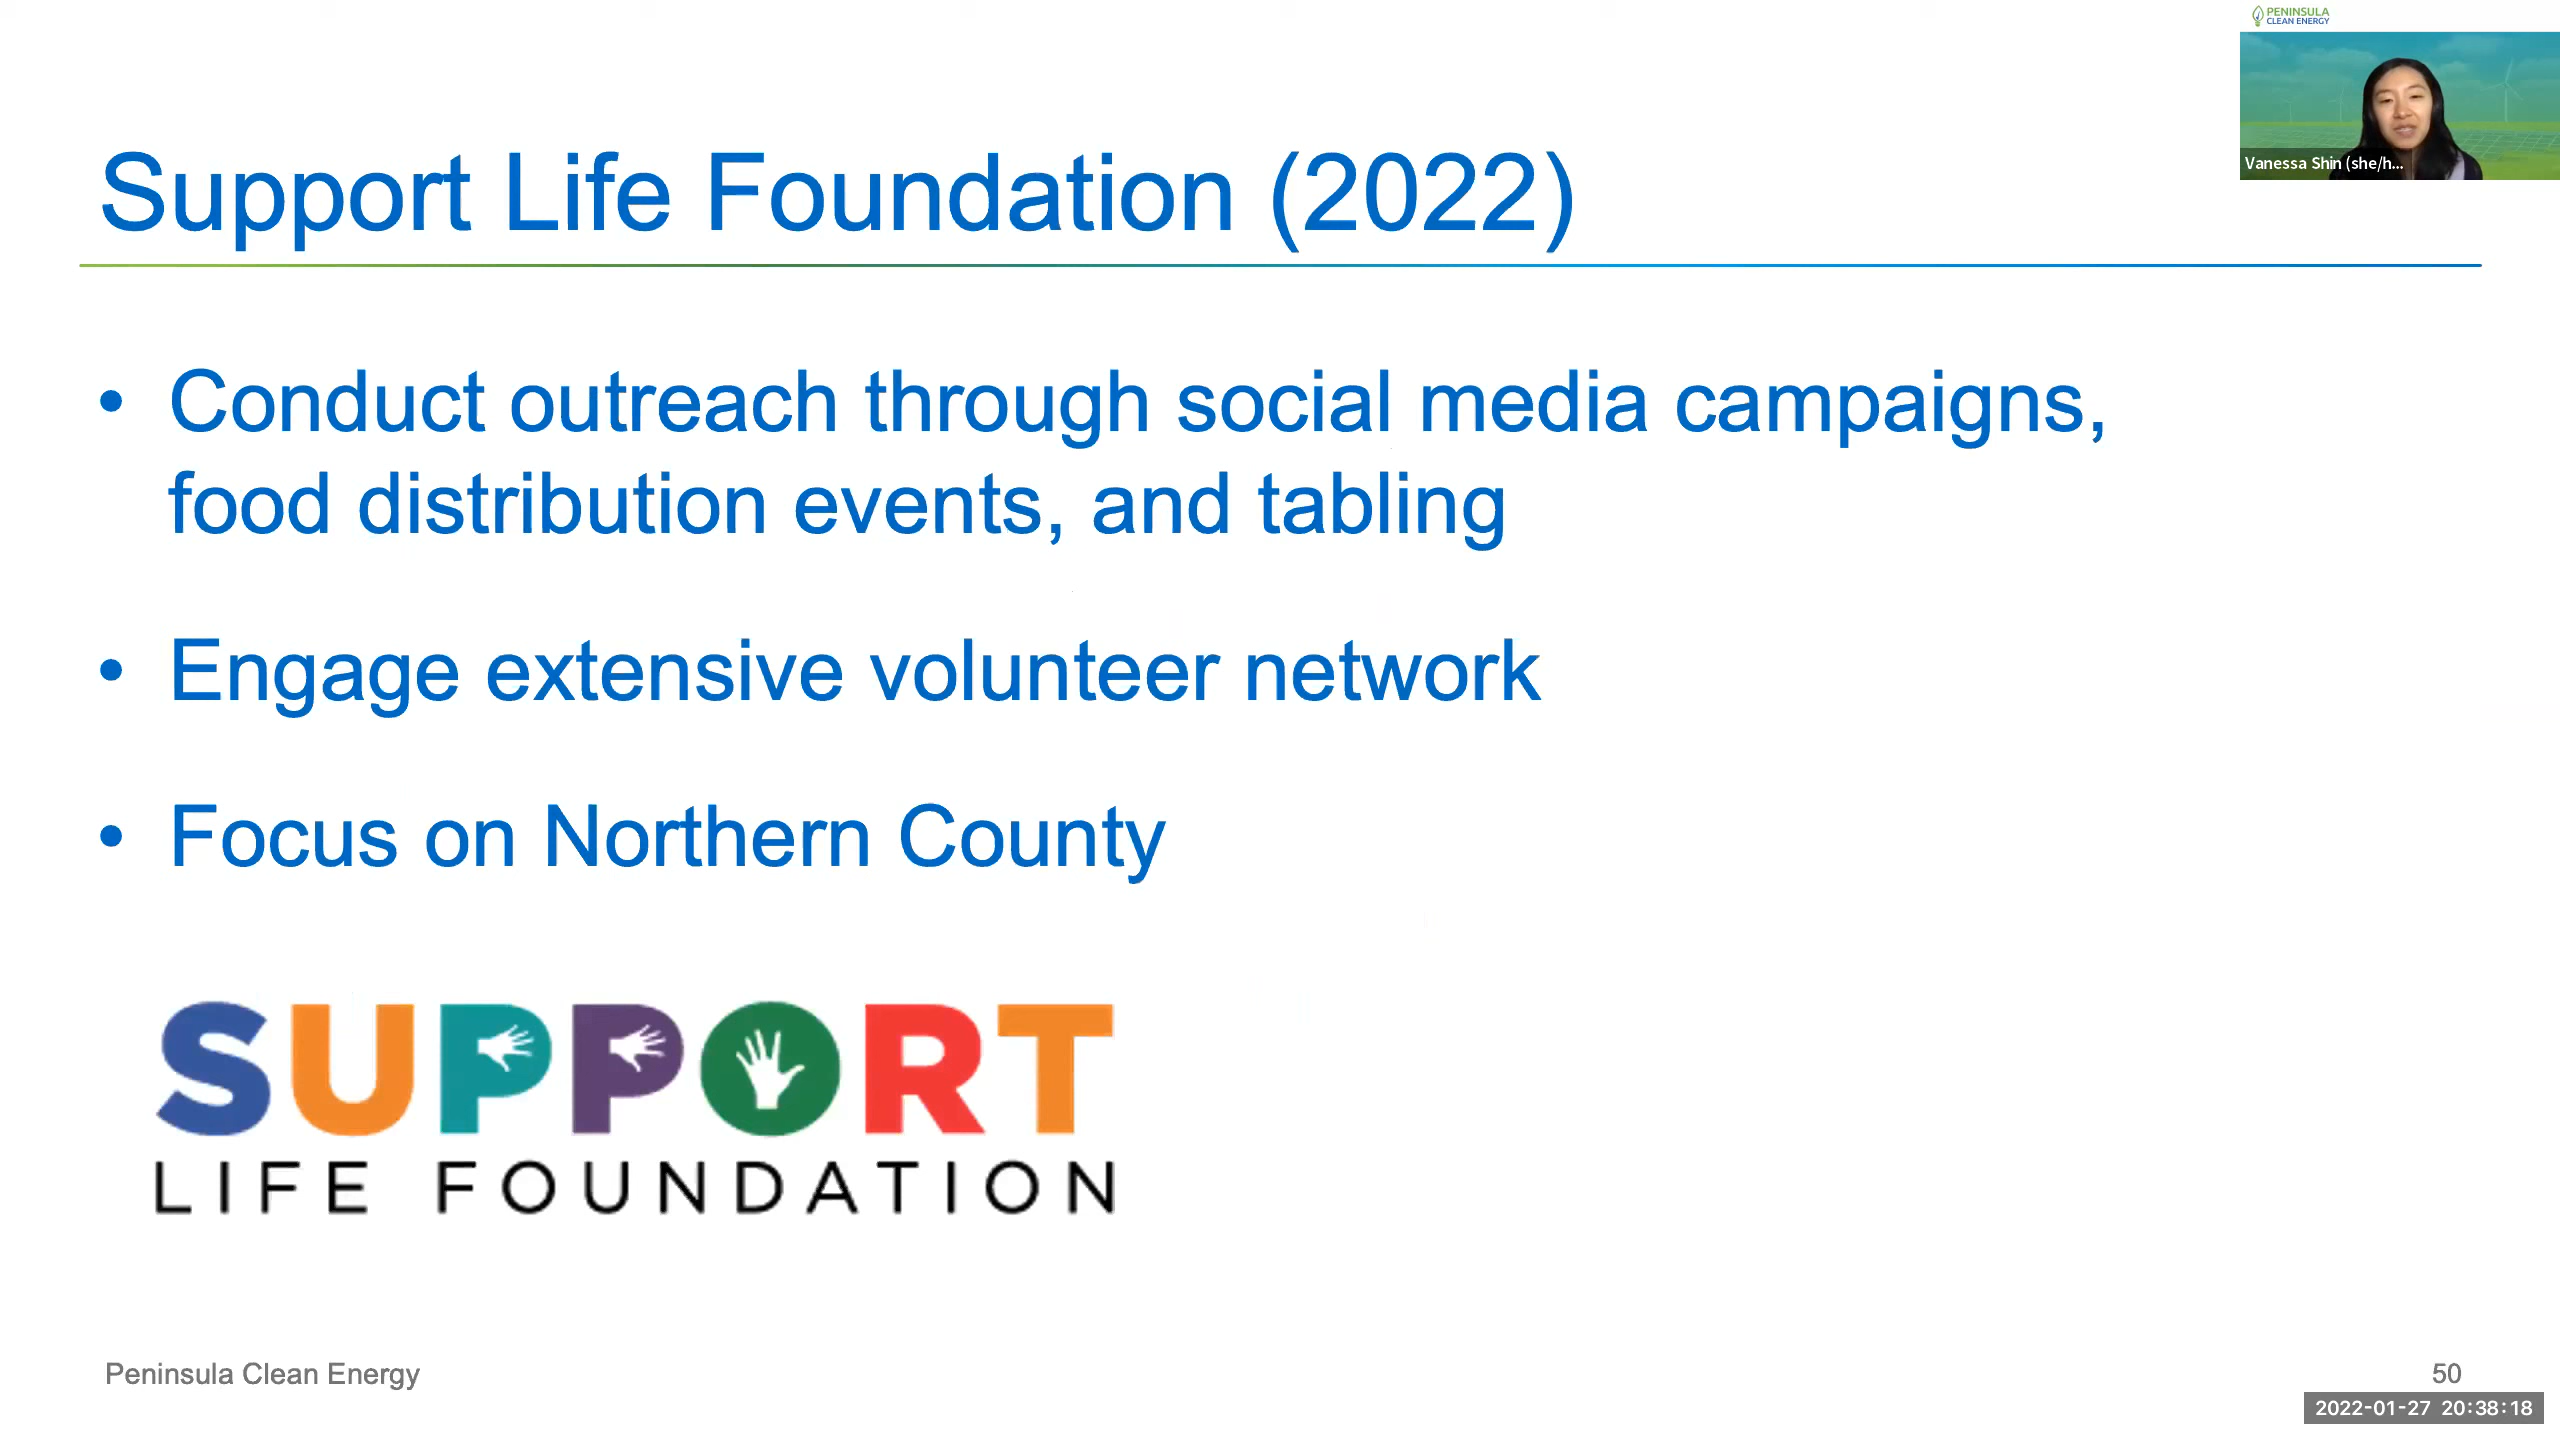 PENINSULA
CLEAN ENERGY
Vanessa Shin (she/h...
Support Life Foundation (2022)
• Conduct outreach through social media campaigns,
food distribution events, and tabling
• Engage extensive volunteer network
• Focus on Northern County
SUPPORT
LIFE FOUNDATION
Peninsula Clean Energy
50
2022-01-27 20:38:18